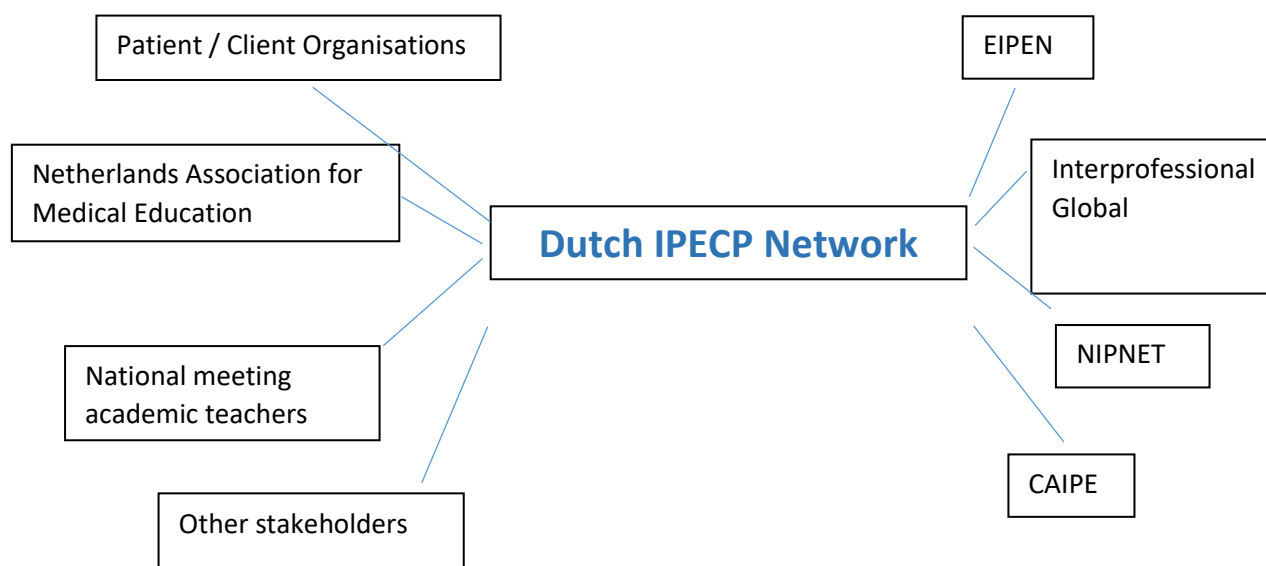 Patient / Client Organisations
EIPEN
Netherlands Association for
Medical Education
Interprofessional
Global
Dutch IPECP Network
National meeting
academic teachers
NIPNET
CAIPE
Other stakeholders